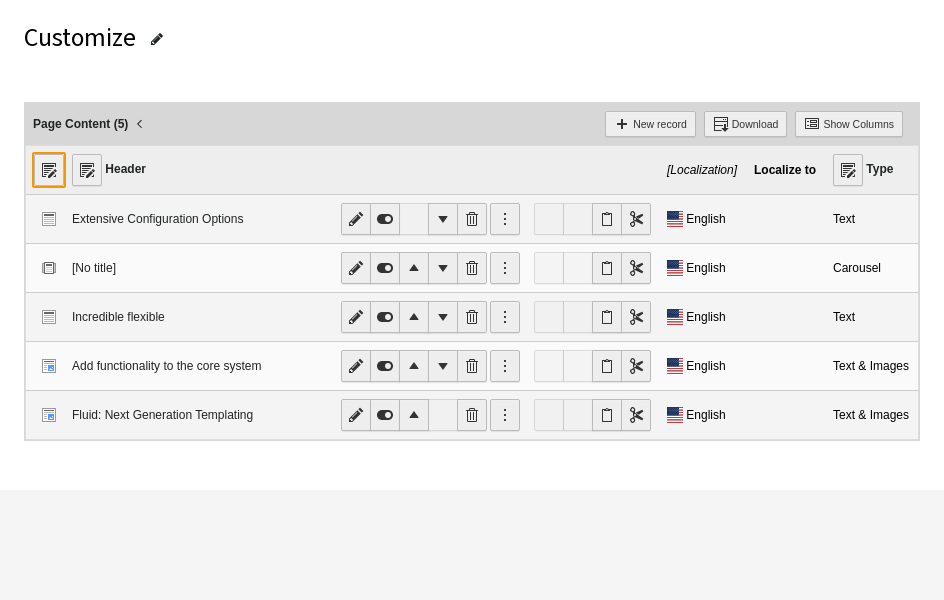 Customize
Page Content (5)
New record
Download
Show Columns
Header
[Localization]
Localize to
Type
Extensive Configuration Options
English
Text
[No title]
English
Carousel
Incredible flexible
English
Text
Add functionality to the core system
English
Text & Images
Fluid: Next Generation Templating
English
Text & Images